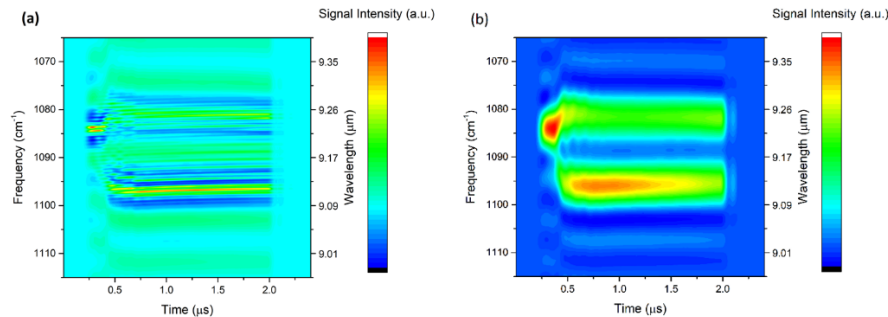 (a)
Signal Intensity (a.u.)
Frequency (cm⁻¹)
1070
1080
1090
1100
1110
0.5
1.0
1.5
2.0
Time (μs)
9.35
9.26
9.17
9.09
9.01
Wavelength (μm)
(b)
Signal Intensity (a.u.)
Frequency (cm⁻¹)
1070
1080
1090
1100
1110
0.5
1.0
1.5
2.0
Time (μs)
9.35
9.26
9.17
9.09
9.01
Wavelength (μm)